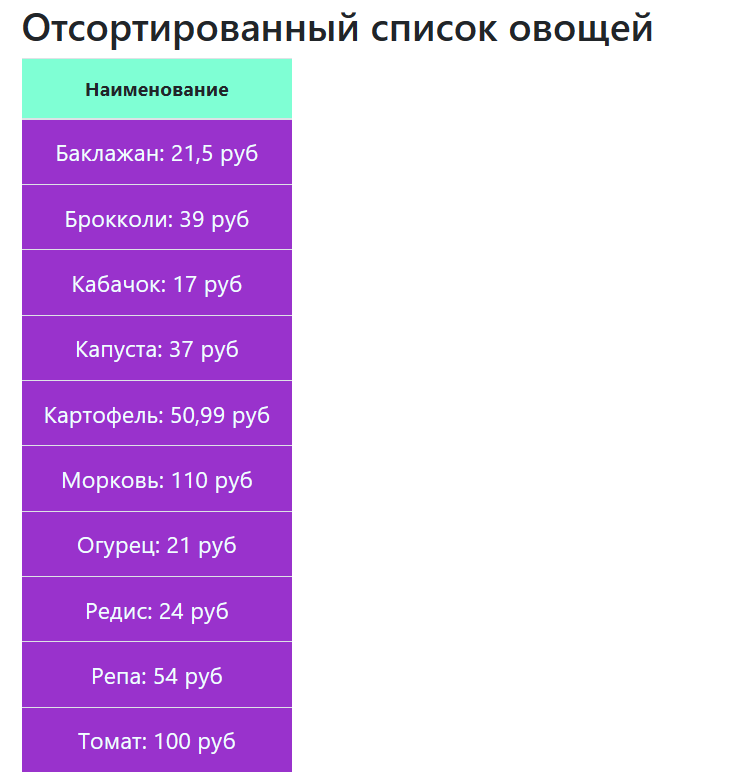 Отсортированный список овощей
Наименование
Баклажан: 21,5 руб
Брокколи: 39 руб
Кабачок: 17 руб
Капуста: 37 руб
Картофель: 50,99 руб
Морковь: 110 руб
Огурец: 21 руб
Редис: 24 руб
Репа: 54 руб
Томат: 100 руб